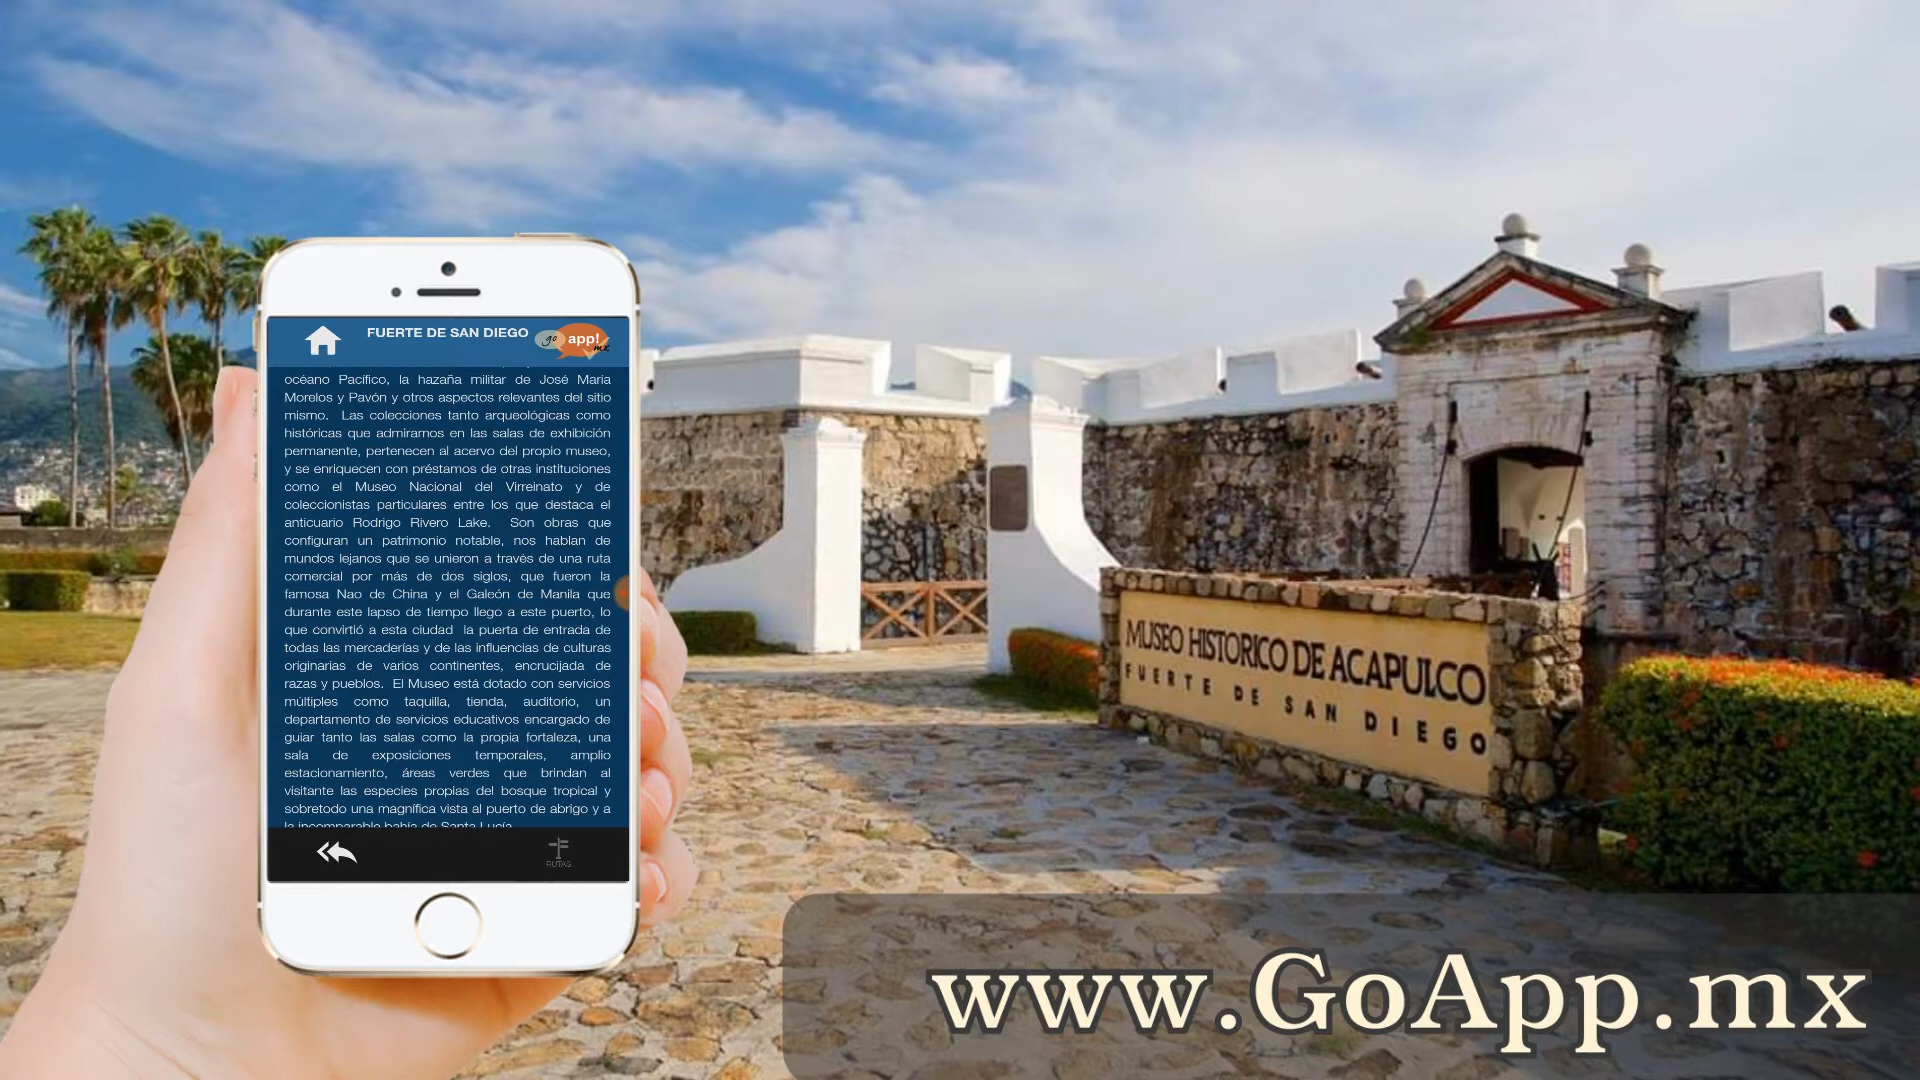 FUERTE DE SAN DIEGO
go app! mx
océano Pacífico, la hazaña militar de José María
Morelos y Pavón y otros aspectos relevantes del sitio
mismo. Las colecciones tanto arqueológicas como
históricas que admiramos en las salas de exhibición
permanente, pertenecen al acervo del propio museo,
y se enriquecen con préstamos de otras instituciones
como el Museo Nacional del Virreinato y de
coleccionistas particulares entre los que destaca el
anticuario Rodrigo Rivero Lake. Son obras que
configuran un patrimonio notable, nos hablan de
mundos lejanos que se unieron a través de una ruta
comercial por más de dos siglos, que fueron la
famosa Nao de China y el Galeón de Manila que
durante este lapso de tiempo llego a este puerto, lo
que convirtió a esta ciudad la puerta de entrada de
todas las mercaderías y de las influencias de culturas
originarias de varios continentes, encrucijada de
razas y pueblos. El Museo está dotado con servicios
múltiples como taquilla, tienda, auditorio, un
departamento de servicios educativos encargado de
guiar tanto las salas como la propia fortaleza, una
sala de exposiciones temporales, amplio
estacionamiento, áreas verdes que brindan al
visitante las especies propias del bosque tropical y
sobretodo una magnífica vista al puerto de abrigo y a
la incomparable bahía de Santa Lucía.
RUTAS
MUSEO HISTORICO DE ACAPULCO
FUERTE DE SAN DIEGO
www.GoApp.mx